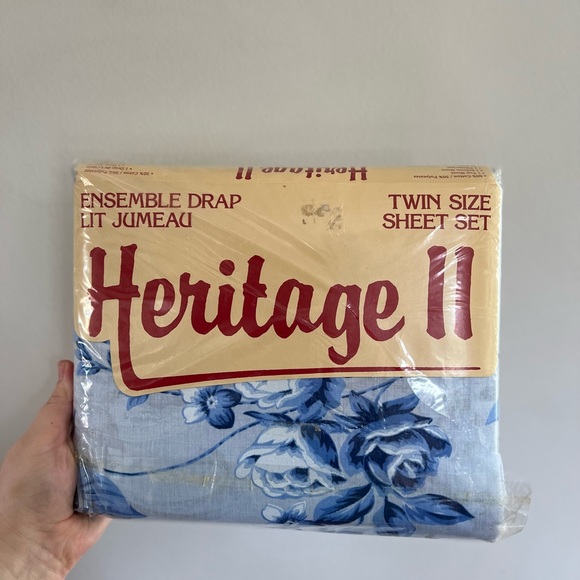 Heritage II
ENSEMBLE DRAP
LIT JUMEAU
TWIN SIZE
SHEET SET
Heritage II